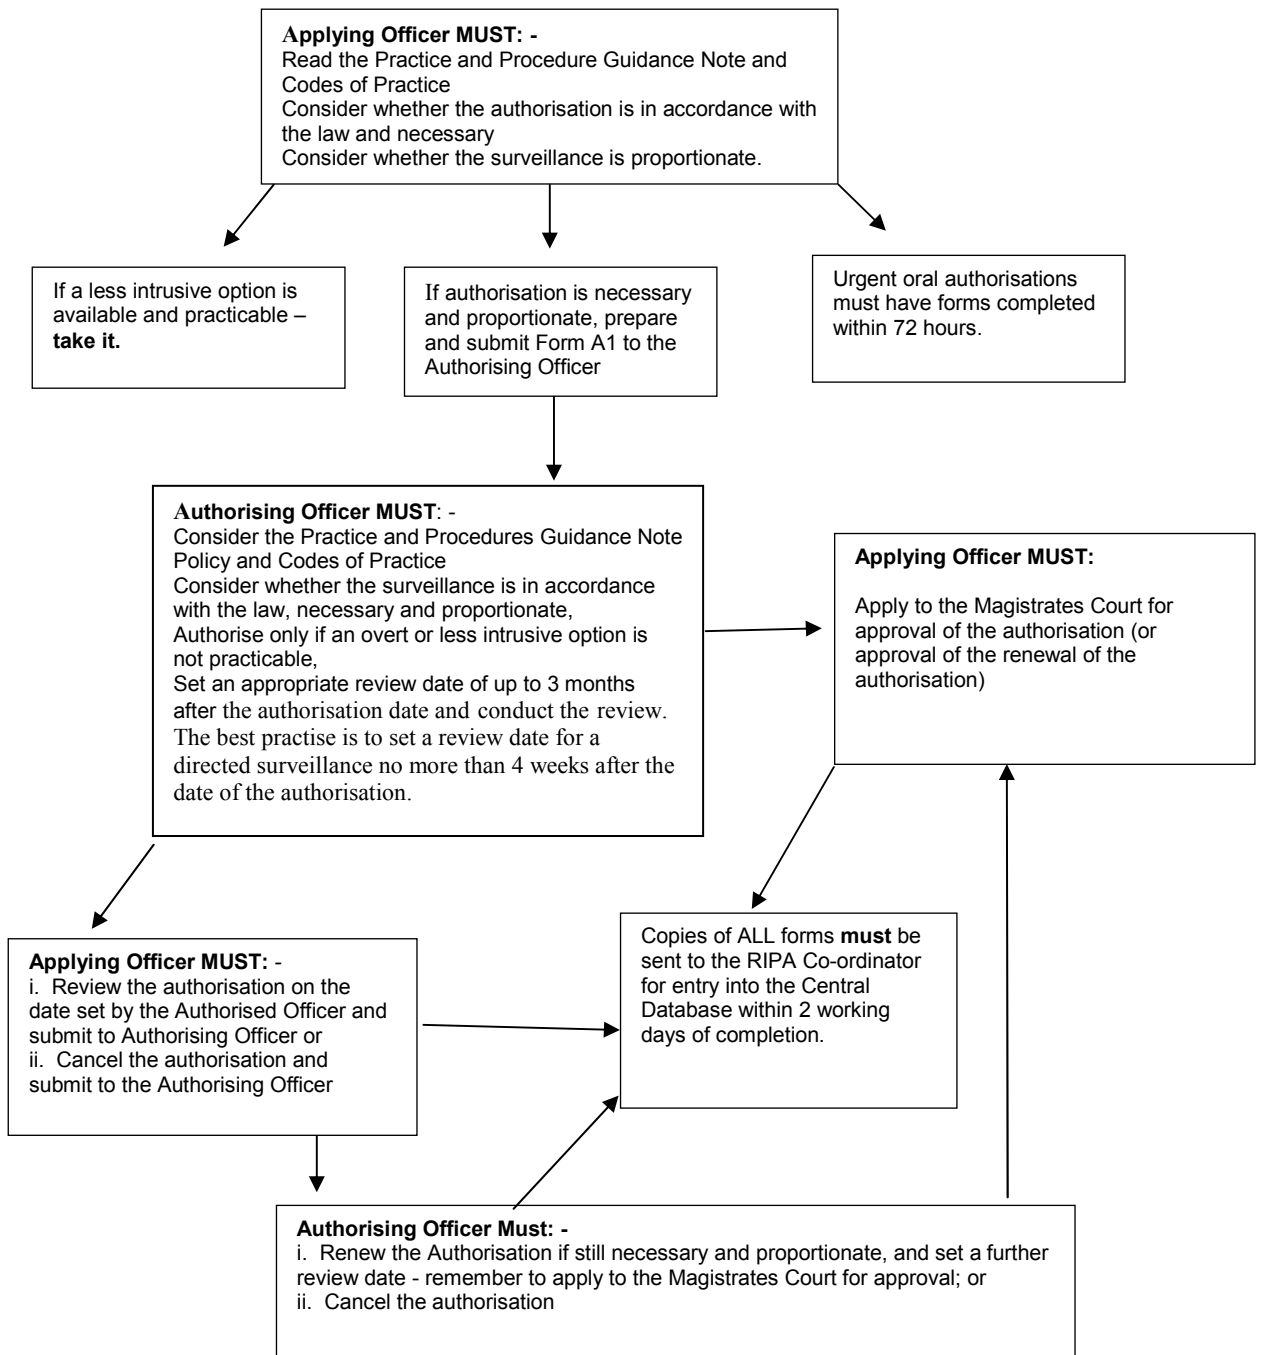 Applying Officer MUST: -
Read the Practice and Procedure Guidance Note and
Codes of Practice
Consider whether the authorisation is in accordance with
the law and necessary
Consider whether the surveillance is proportionate.
If a less intrusive option is
available and practicable –
take it.
If authorisation is necessary
and proportionate, prepare
and submit Form A1 to the
Authorising Officer
Urgent oral authorisations
must have forms completed
within 72 hours.
Authorising Officer MUST: -
Consider the Practice and Procedures Guidance Note
Policy and Codes of Practice
Consider whether the surveillance is in accordance
with the law, necessary and proportionate,
Authorise only if an overt or less intrusive option is
not practicable,
Set an appropriate review date of up to 3 months
after the authorisation date and conduct the review.
The best practise is to set a review date for a
directed surveillance no more than 4 weeks after the
date of the authorisation.
Applying Officer MUST:
Apply to the Magistrates Court for
approval of the authorisation (or
approval of the renewal of the
authorisation)
Applying Officer MUST: -
i. Review the authorisation on the
date set by the Authorised Officer and
submit to Authorising Officer or
ii. Cancel the authorisation and
submit to the Authorising Officer
Copies of ALL forms must be
sent to the RIPA Co-ordinator
for entry into the Central
Database within 2 working
days of completion.
Authorising Officer Must: -
i. Renew the Authorisation if still necessary and proportionate, and set a further
review date - remember to apply to the Magistrates Court for approval; or
ii. Cancel the authorisation